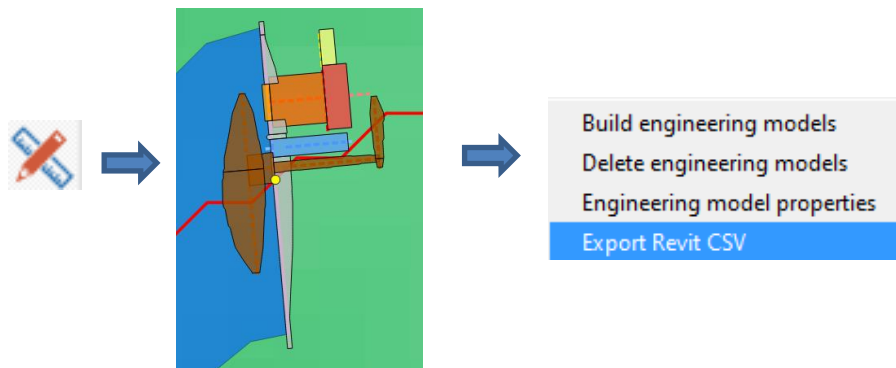 Build engineering models
Delete engineering models
Engineering model properties
Export Revit CSV